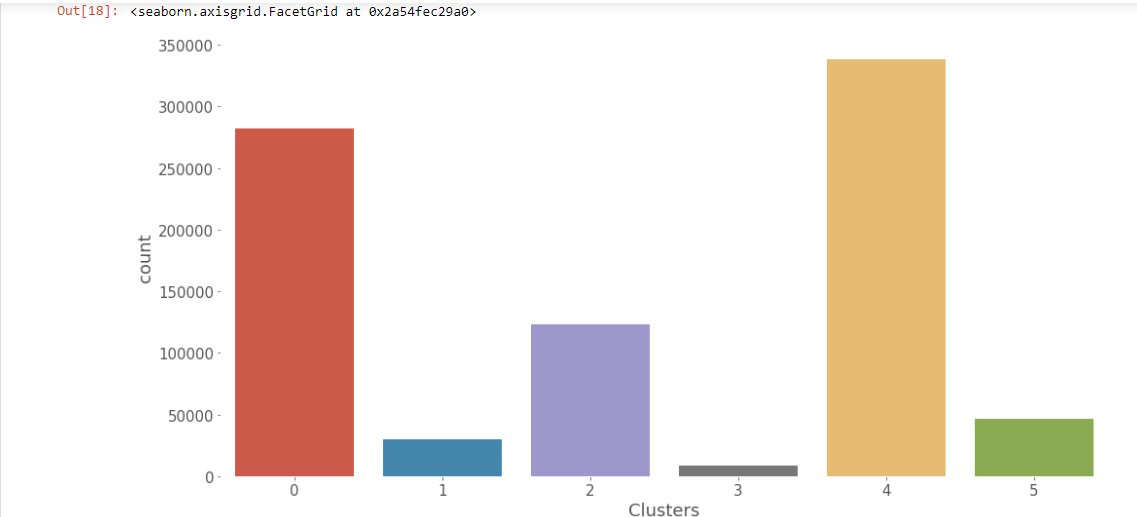 Out[18]: <seaborn.axisgrid.FacetGrid at 0x2a54fec29a0>
350000
300000
250000
200000
150000
100000
50000
0
count
0 1 2 3 4 5
Clusters